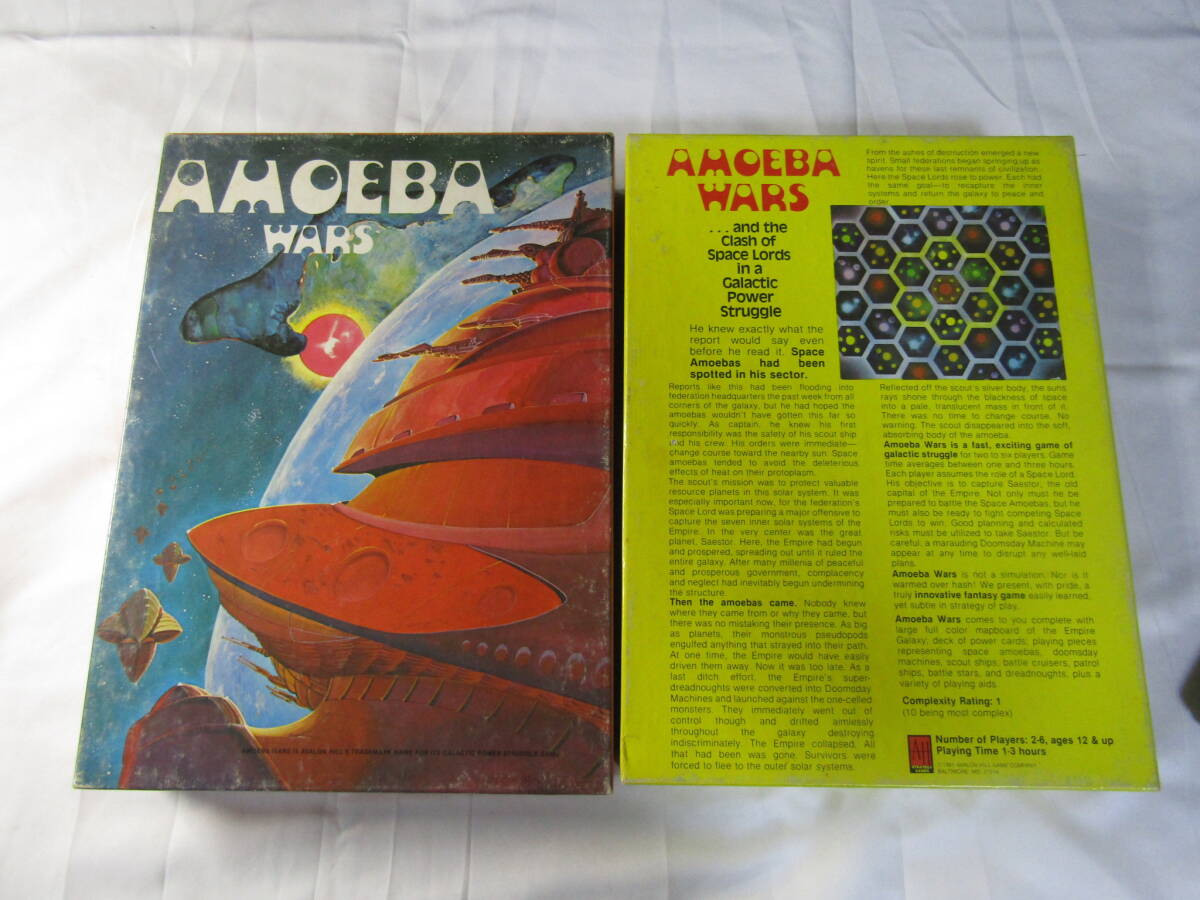 AMOEBA
WARS
AMOEBA WARS IS AVALON HILL'S TRADEMARK NAME FOR ITS GALACTIC POWER STRUGGLE GAME
AMOEBA
WARS
. . . and the
Clash of
Space Lords
in a
Galactic
Power
Struggle
He knew exactly what the
report would say even
before he read it. Space
Amoebas had been
spotted in his sector.
Reports like this had been flooding into
federation headquarters the past week from all
corners of the galaxy, but he had hoped the
amoebas wouldn't have gotten this far so
quickly. As captain, he knew his first
responsibility was the safety of his scout ship
and his crew. His orders were immediate—
change course toward the nearby sun. Space
amoebas tended to avoid the deleterious
effects of heat on their protoplasm.
The scout's mission was to protect valuable
resource planets in this solar system. It was
especially important now, for the federation's
Space Lord was preparing a major offensive to
capture the seven inner solar systems of the
Empire. In the very center was the great
planet, Saestor. Here, the Empire had begun
and prospered, spreading out until it ruled the
entire galaxy. After many millenia of peaceful
and prosperous government, complacency
and neglect had inevitably begun undermining
the structure.
Then the amoebas came. Nobody knew
where they came from or why they came, but
there was no mistaking their presence. As big
as planets, their monstrous pseudopods
engulfed anything that strayed into their path.
At one time, the Empire would have easily
driven them away. Now it was too late. As a
last ditch effort, the Empire's super-
dreadnoughts were converted into Doomsday
Machines and launched against the one-celled
monsters. They immediately went out of
control though and drifted aimlessly
throughout the galaxy destroying
indiscriminately. The Empire collapsed. All
that had been was gone. Survivors were
forced to flee to the outer solar systems.
From the ashes of destruction emerged a new
spirit. Small federations began springing up as
havens for these last remnants of civilization.
Here the Space Lords rose to power. Each had
the same goal—to recapture the inner
systems and return the galaxy to peace and
order.
Reflected off the scout's silver body, the suns
rays shone through the blackness of space
into a pale, translucent mass in front of it.
There was no time to change course. No
warning. The scout disappeared into the soft,
absorbing body of the amoeba.
Amoeba Wars is a fast, exciting game of
galactic struggle for two to six players. Game
time averages between one and three hours.
Each player assumes the role of a Space Lord.
His objective is to capture Saestor, the old
capital of the Empire. Not only must he be
prepared to battle the Space Amoebas, but he
must also be ready to fight competing Space
Lords to win. Good planning and calculated
risks must be utilized to take Saestor. But be
careful, a marauding Doomsday Machine may
appear at any time to disrupt any well-laid
plans.
Amoeba Wars is not a simulation. Nor is it
warmed over hash! We present, with pride, a
truly innovative fantasy game easily learned,
yet subtle in strategy of play.
Amoeba Wars comes to you complete with
large full color mapboard of the Empire
Galaxy; deck of power cards; playing pieces
representing space amoebas, doomsday
machines, scout ships, battle cruisers, patrol
ships, battle stars, and dreadnoughts, plus a
variety of playing aids.
Complexity Rating: 1
(10 being most complex)
AH
STRATEGY
GAMES
Number of Players: 2-6, ages 12 & up
Playing Time 1-3 hours
© 1981 AVALON HILL GAME COMPANY
BALTIMORE, MD. 21214